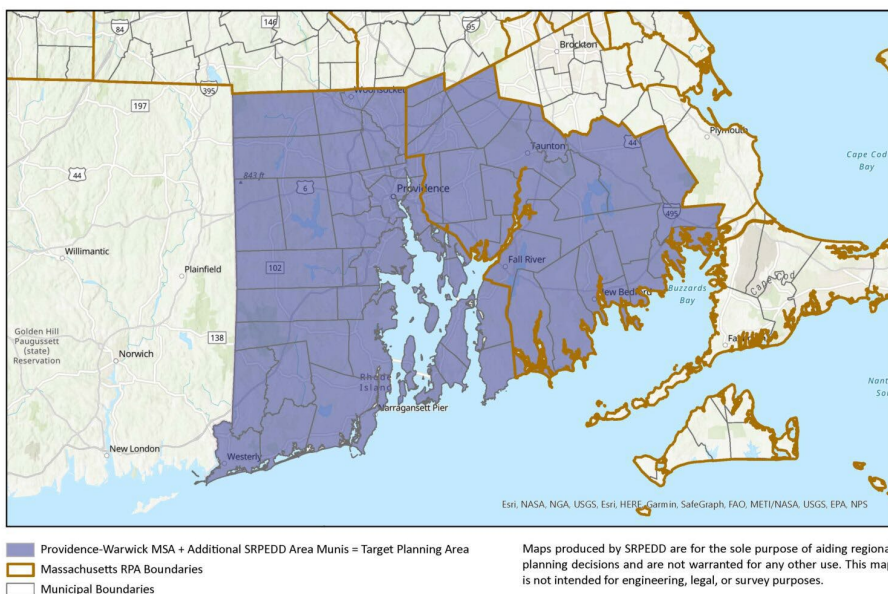 84
146
95
Brockton
395
Woonsocket
197
Plymouth
Taunton
44
Cape Cod
Bay
44
843 ft
6
Providence
495
Willimantic
Plainfield
102
Fall River
New Bedford
Buzzards
Bay
Cape Cod
Golden Hill
Paugussett
(state)
Reservation
138
Norwich
Rhode
Island
Narragansett Pier
New London
Westerly
Esri, NASA, NGA, USGS, Esri, HERE, Garmin, SafeGraph, FAO, METI/NASA, USGS, EPA, NPS
Providence-Warwick MSA + Additional SRPEDD Area Munis = Target Planning Area
Massachusetts RPA Boundaries
Municipal Boundaries
Maps produced by SRPEDD are for the sole purpose of aiding regional
planning decisions and are not warranted for any other use. This map
is not intended for engineering, legal, or survey purposes.